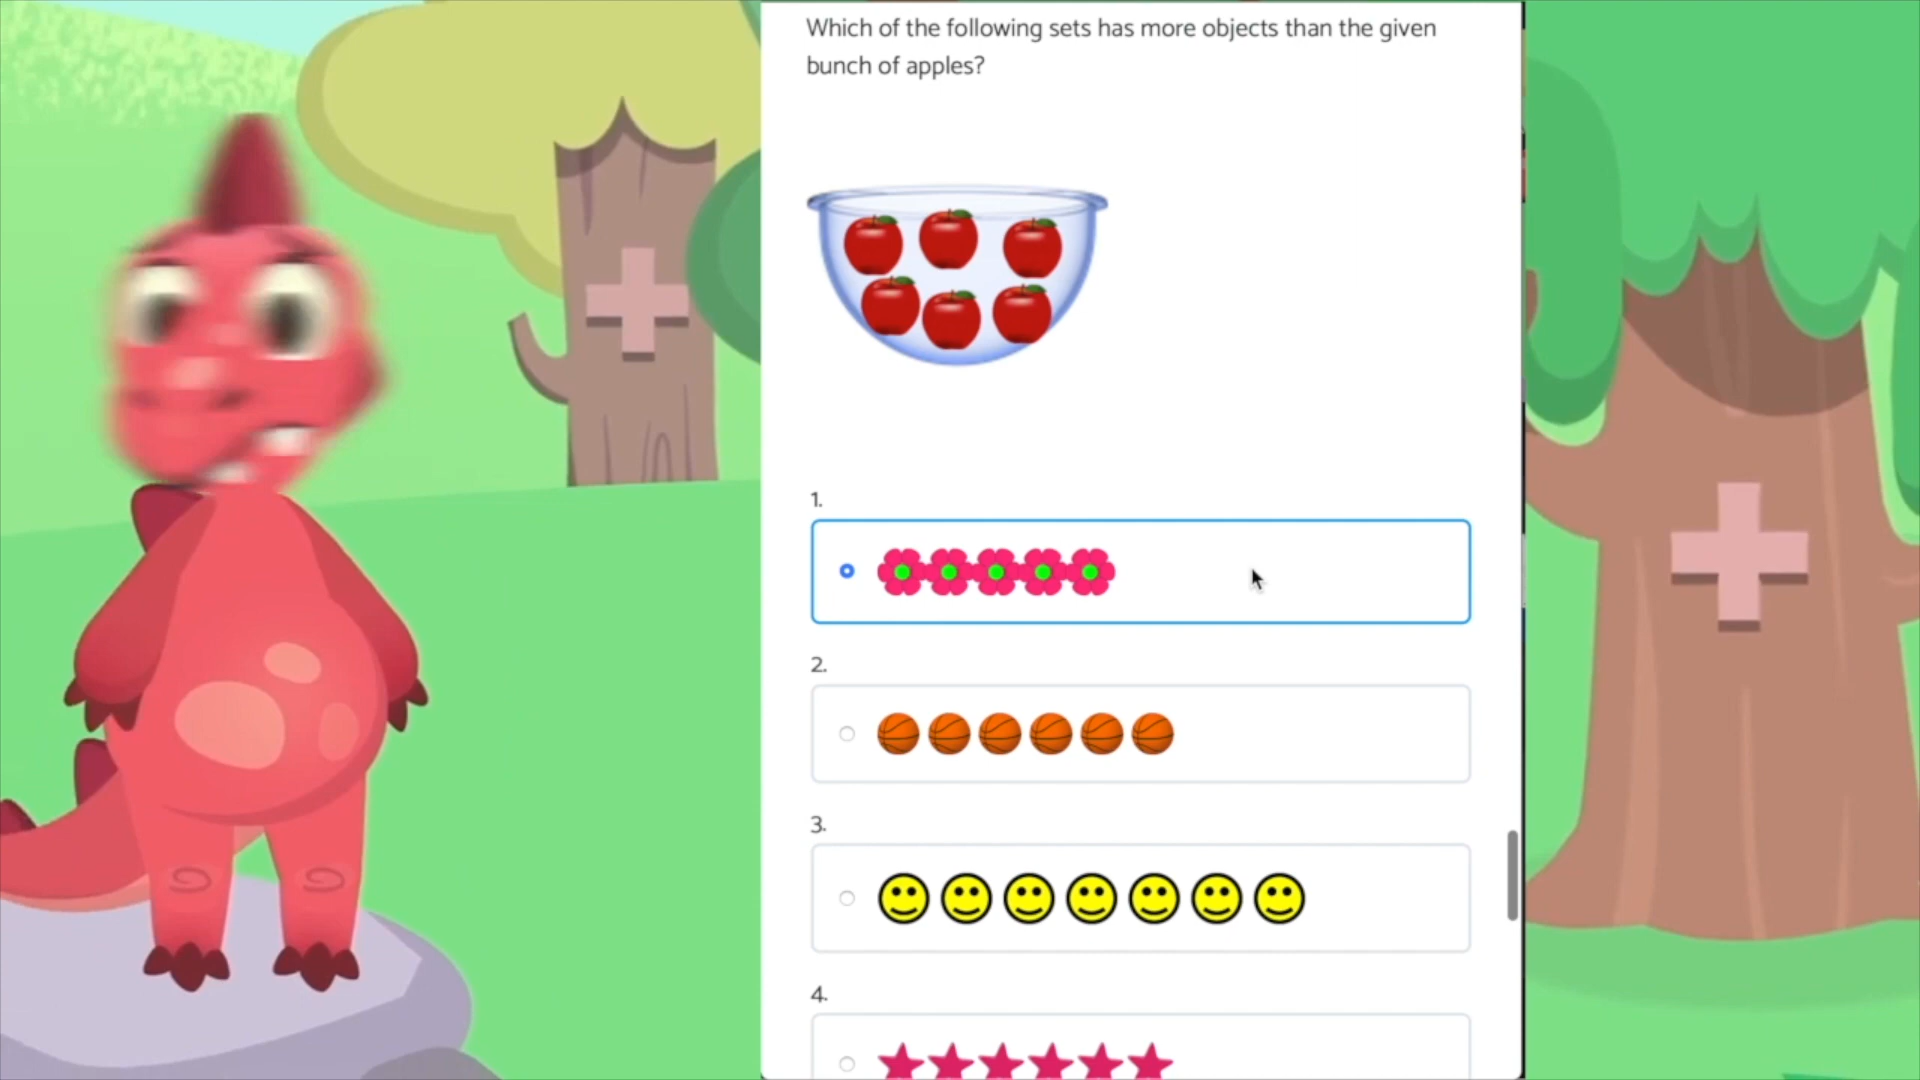 Which of the following sets has more objects than the given
bunch of apples?
1.
2.
3.
4.